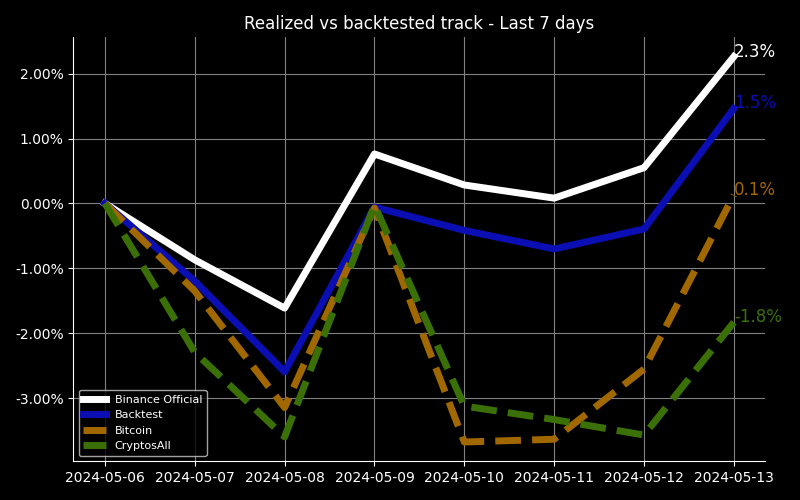 Realized vs backtested track - Last 7 days
2.3%
2.00%
1.5%
1.00%
0.1%
0.00%
-1.00%
-1.8%
-2.00%
-3.00%
Binance Official
Backtest
Bitcoin
CryptosAll
2024-05-06 2024-05-07 2024-05-08 2024-05-09 2024-05-10 2024-05-11 2024-05-12 2024-05-13